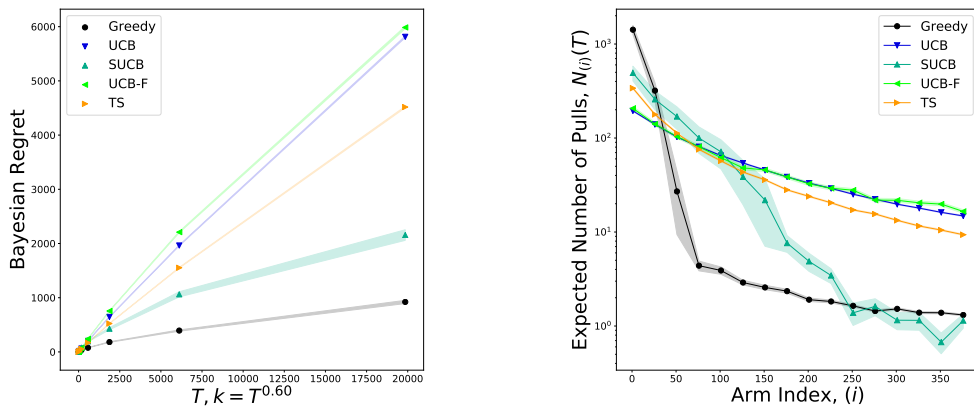 Greedy
UCB
SUCB
UCB-F
TS
Bayesian Regret
6000
5000
4000
3000
2000
1000
0
0 2500 5000 7500 10000 12500 15000 17500 20000
T, k = T^0.60
Greedy
UCB
SUCB
UCB-F
TS
Expected Number of Pulls, N_(i)(T)
10^3
10^2
10^1
10^0
0 50 100 150 200 250 300 350
Arm Index, (i)